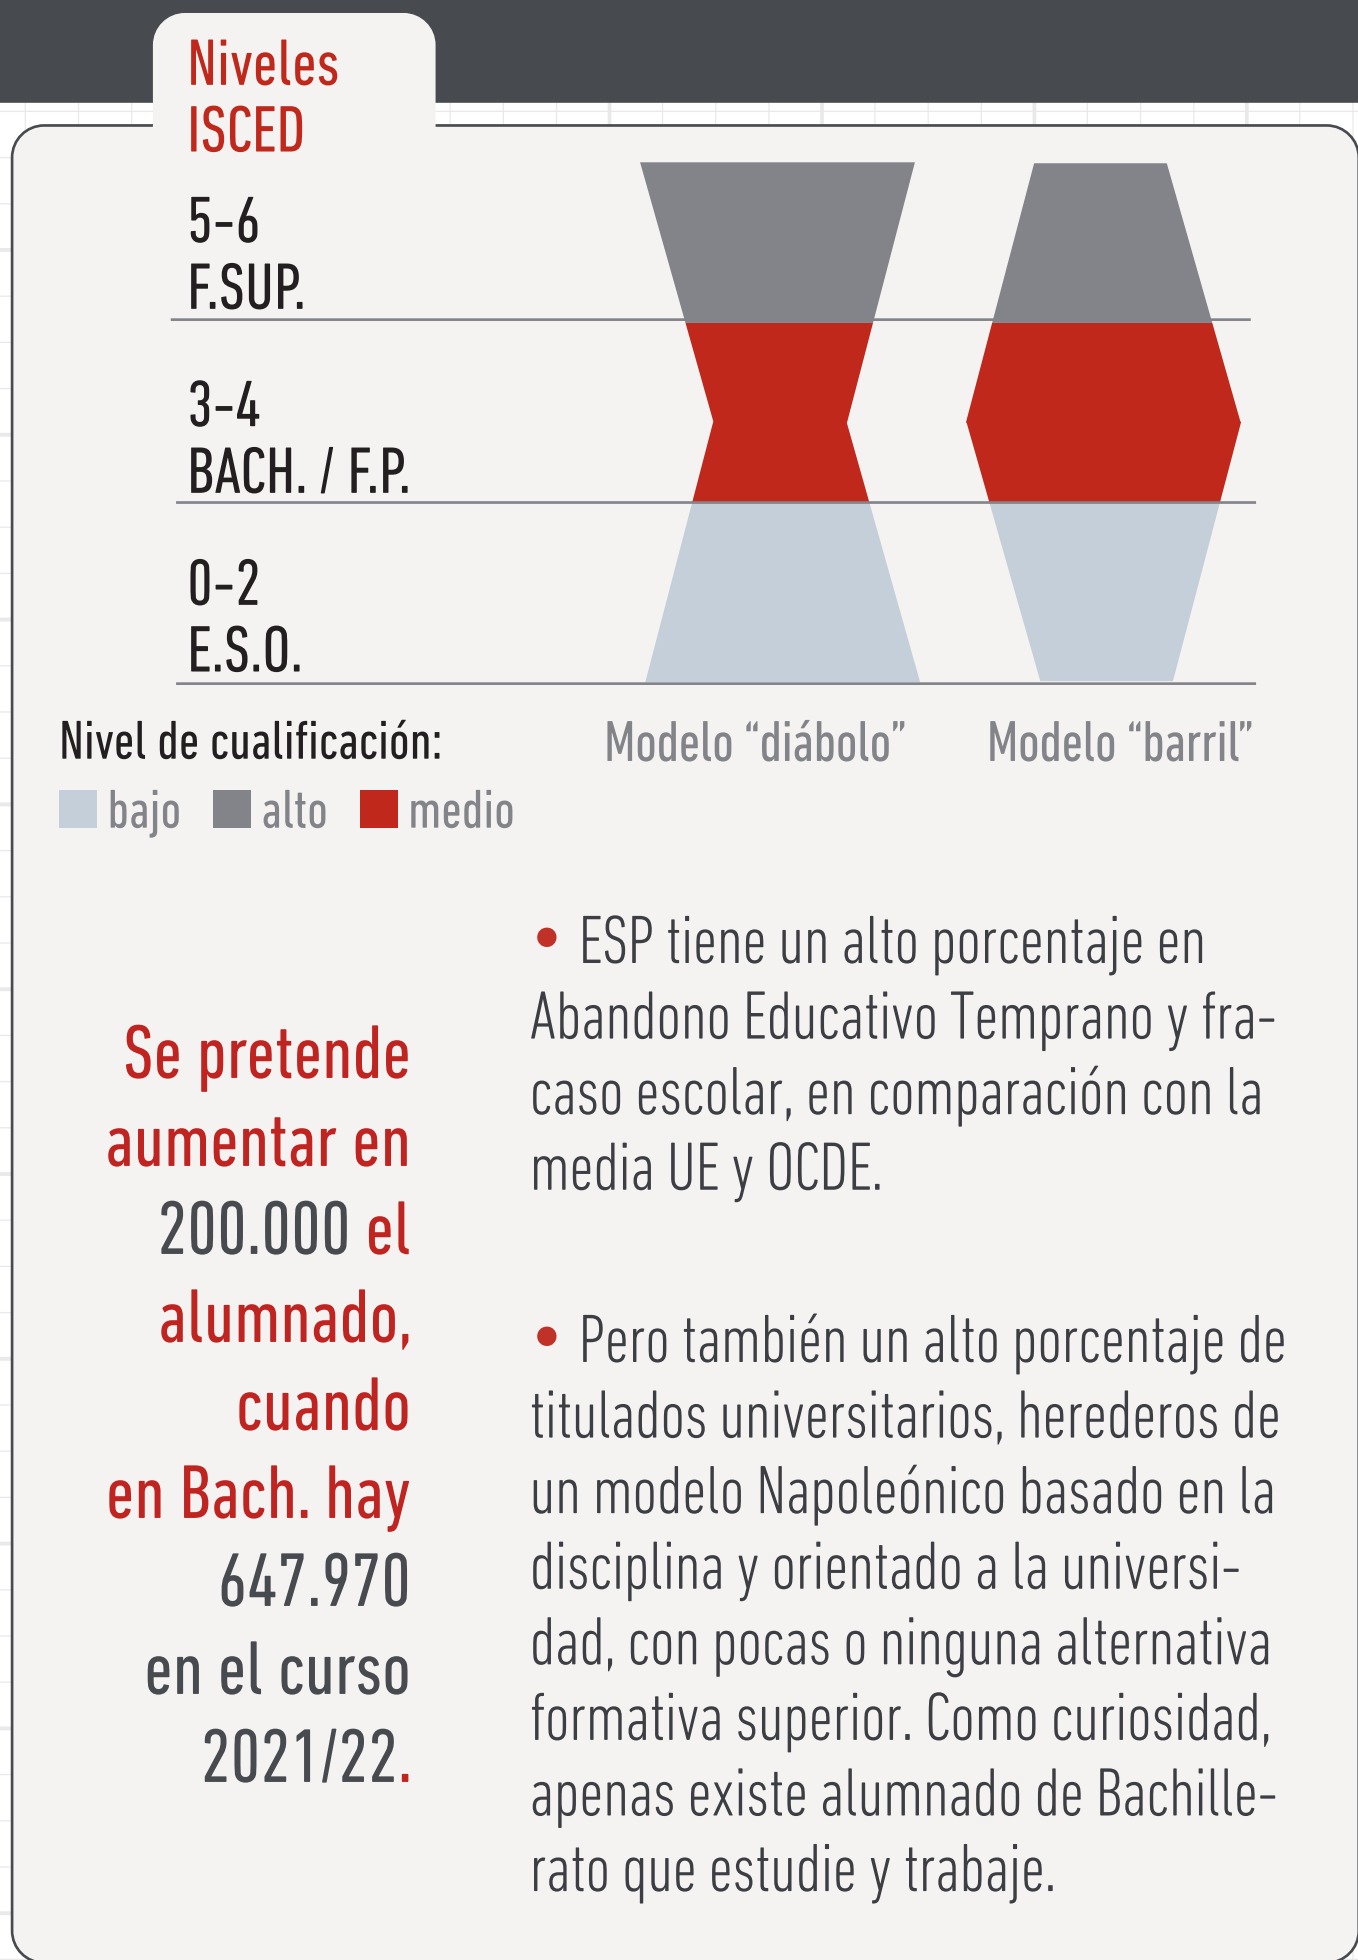 Niveles
ISCED
5-6
F.SUP.
3-4
BACH. / F.P.
0-2
E.S.O.
Nivel de cualificación:
bajo alto medio
Modelo “diábolo” Modelo “barril”
Se pretende
aumentar en
200.000 el
alumnado,
cuando
en Bach. hay
647.970
en el curso
2021/22.
• ESP tiene un alto porcentaje en
Abandono Educativo Temprano y fra-
caso escolar, en comparación con la
media UE y OCDE.
• Pero también un alto porcentaje de
titulados universitarios, herederos de
un modelo Napoleónico basado en la
disciplina y orientado a la universi-
dad, con pocas o ninguna alternativa
formativa superior. Como curiosidad,
apenas existe alumnado de Bachille-
rato que estudie y trabaje.